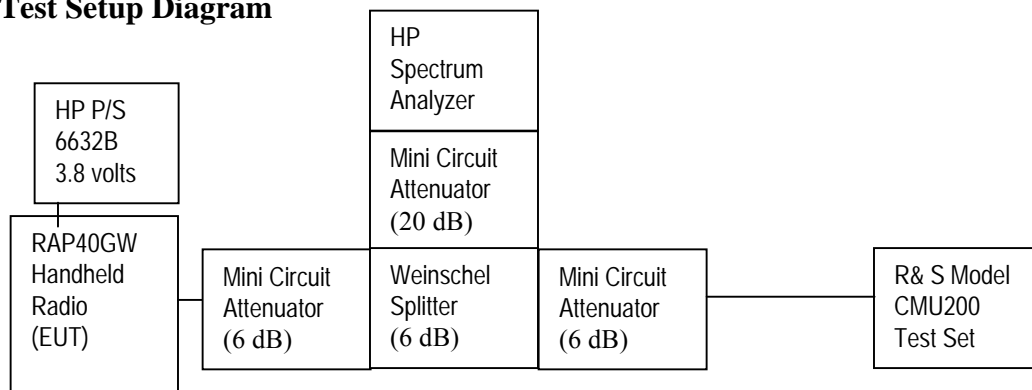 Test Setup Diagram
HP
Spectrum
Analyzer
HP P/S
6632B
3.8 volts
Mini Circuit
Attenuator
(20 dB)
RAP40GW
Handheld
Radio
(EUT)
Mini Circuit
Attenuator
(6 dB)
Weinschel
Splitter
(6 dB)
Mini Circuit
Attenuator
(6 dB)
R& S Model
CMU200
Test Set